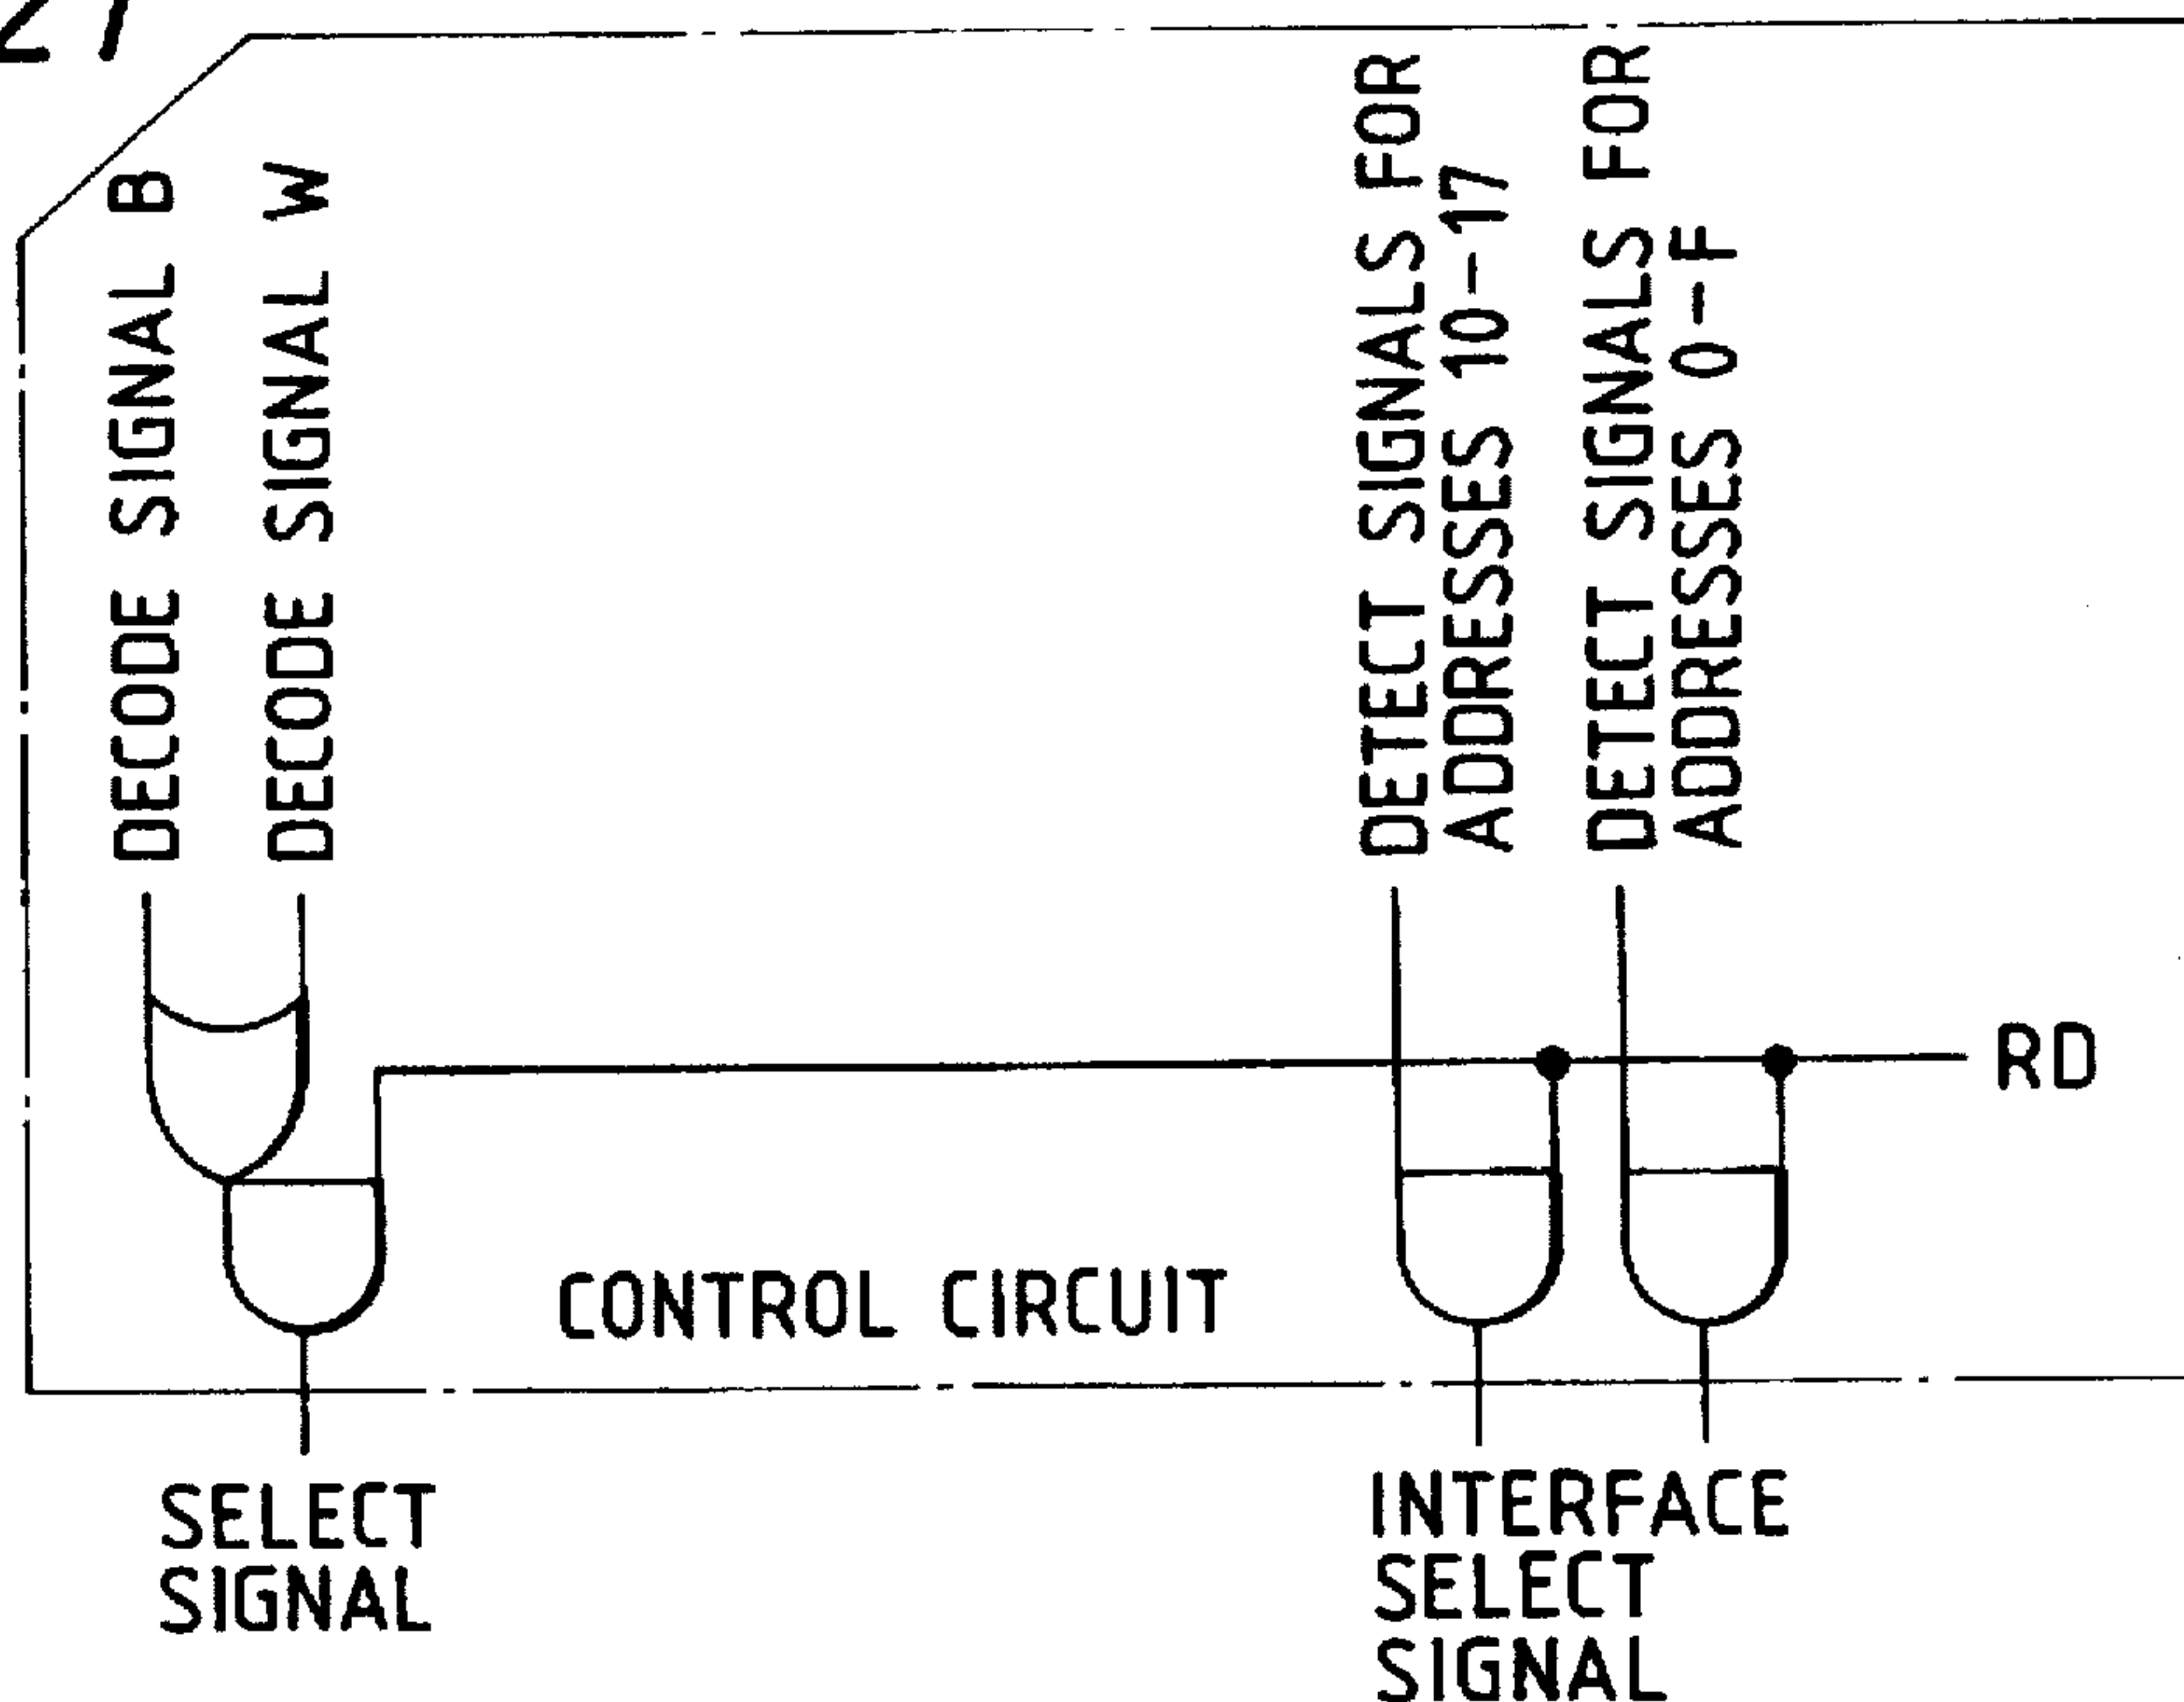 27
DECODE SIGNAL B
DECODE SIGNAL W
DETECT SIGNALS FOR
ADDRESSES 10-17
DETECT SIGNALS FOR
ADDRESSES 0-F
RD
CONTROL CIRCUIT
SELECT
SIGNAL
INTERFACE
SELECT
SIGNAL